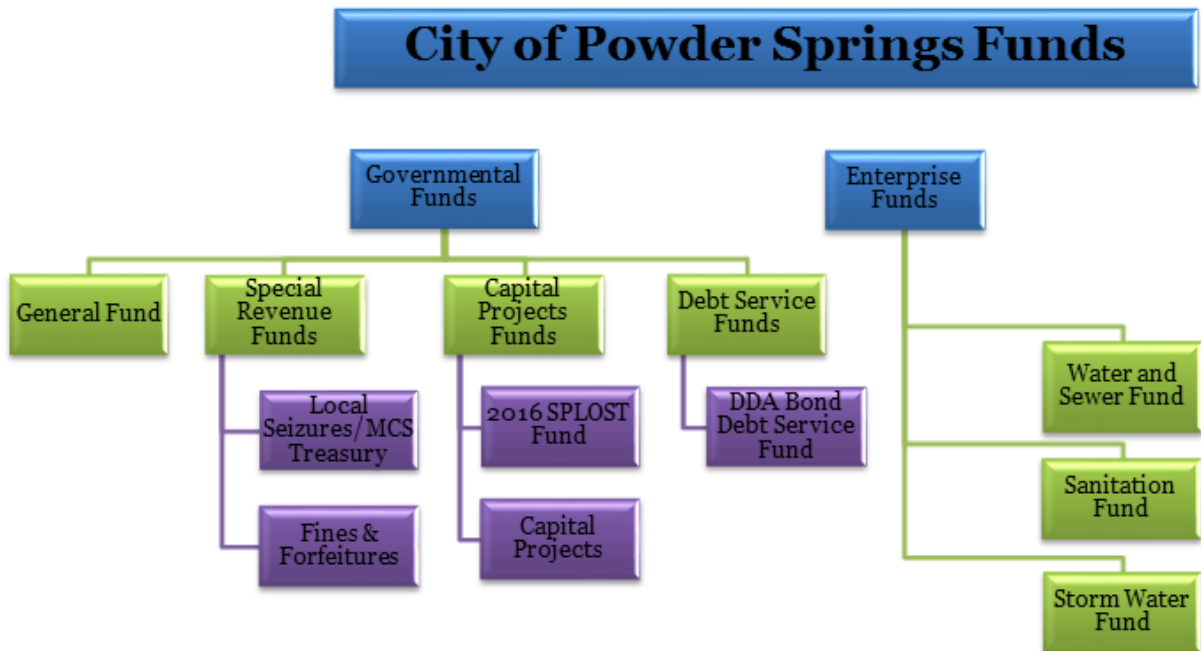 City of Powder Springs Funds
Governmental
Funds
Enterprise
Funds
General Fund
Special
Revenue
Funds
Capital
Projects
Funds
Debt Service
Funds
Local
Seizures/MCS
Treasury
Fines &
Forfeitures
2016 SPLOST
Fund
Capital
Projects
DDA Bond
Debt Service
Fund
Water and
Sewer Fund
Sanitation
Fund
Storm Water
Fund